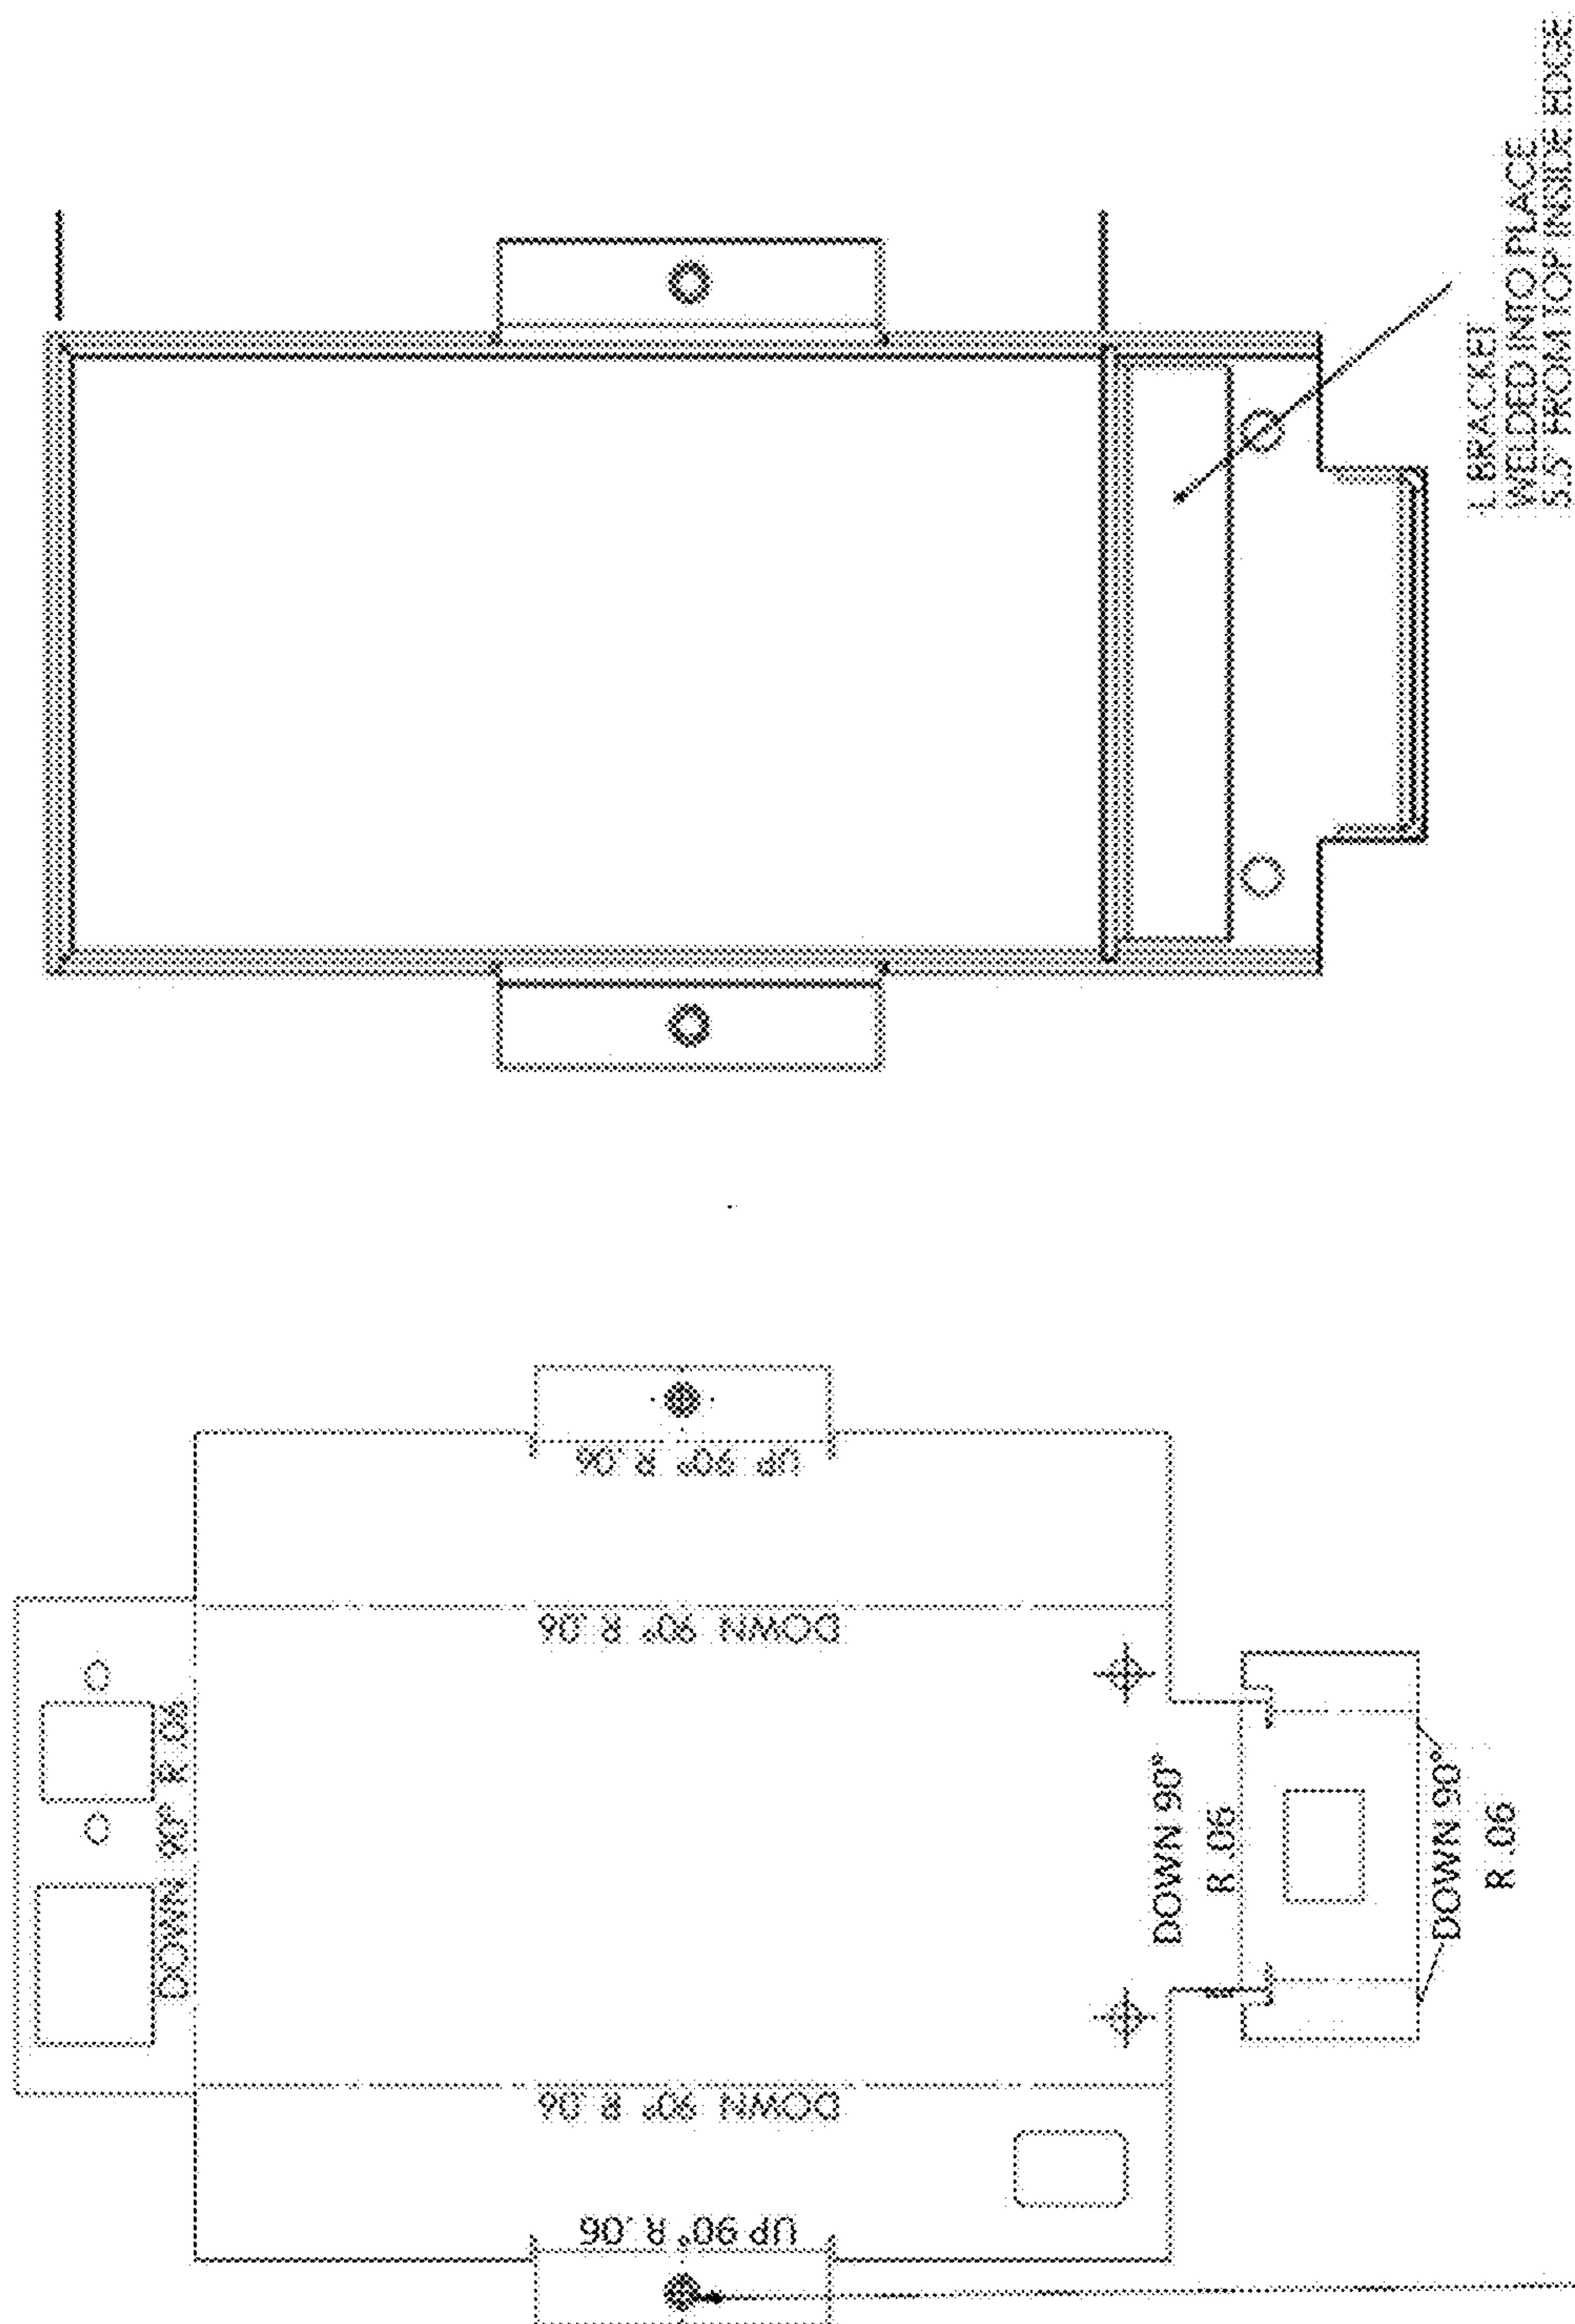 L BRACKET
WELDED INTO PLACE
5.5" FROM TOP INSIDE EDGE
UP 90° R .06
DOWN 90° R .06
DOWN 90° R .06
DOWN 90°
R .06
DOWN 90°
R .06
DOWN 90° R .06
UP 90° R .06